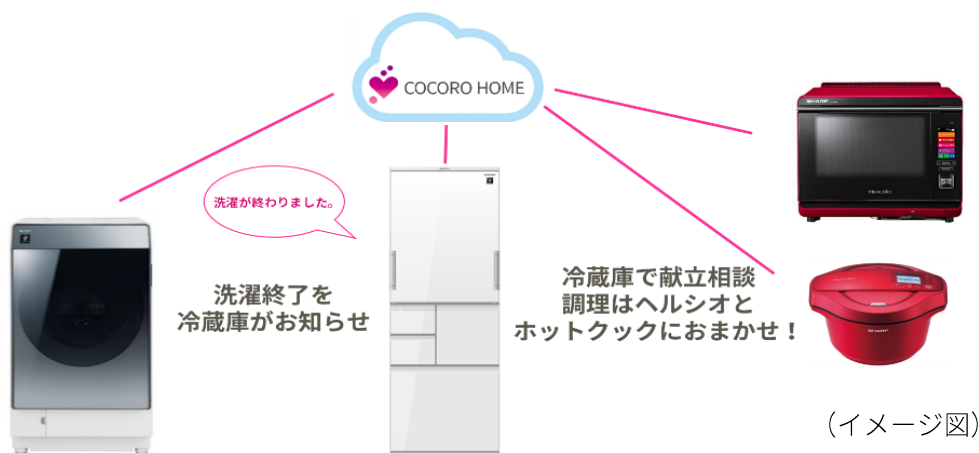 COCORO HOME
洗濯が終わりました。
洗濯終了を
冷蔵庫がお知らせ
冷蔵庫で献立相談
調理はヘルシオと
ホットクックにおまかせ！
SHARP
SHARP
(イメージ図)